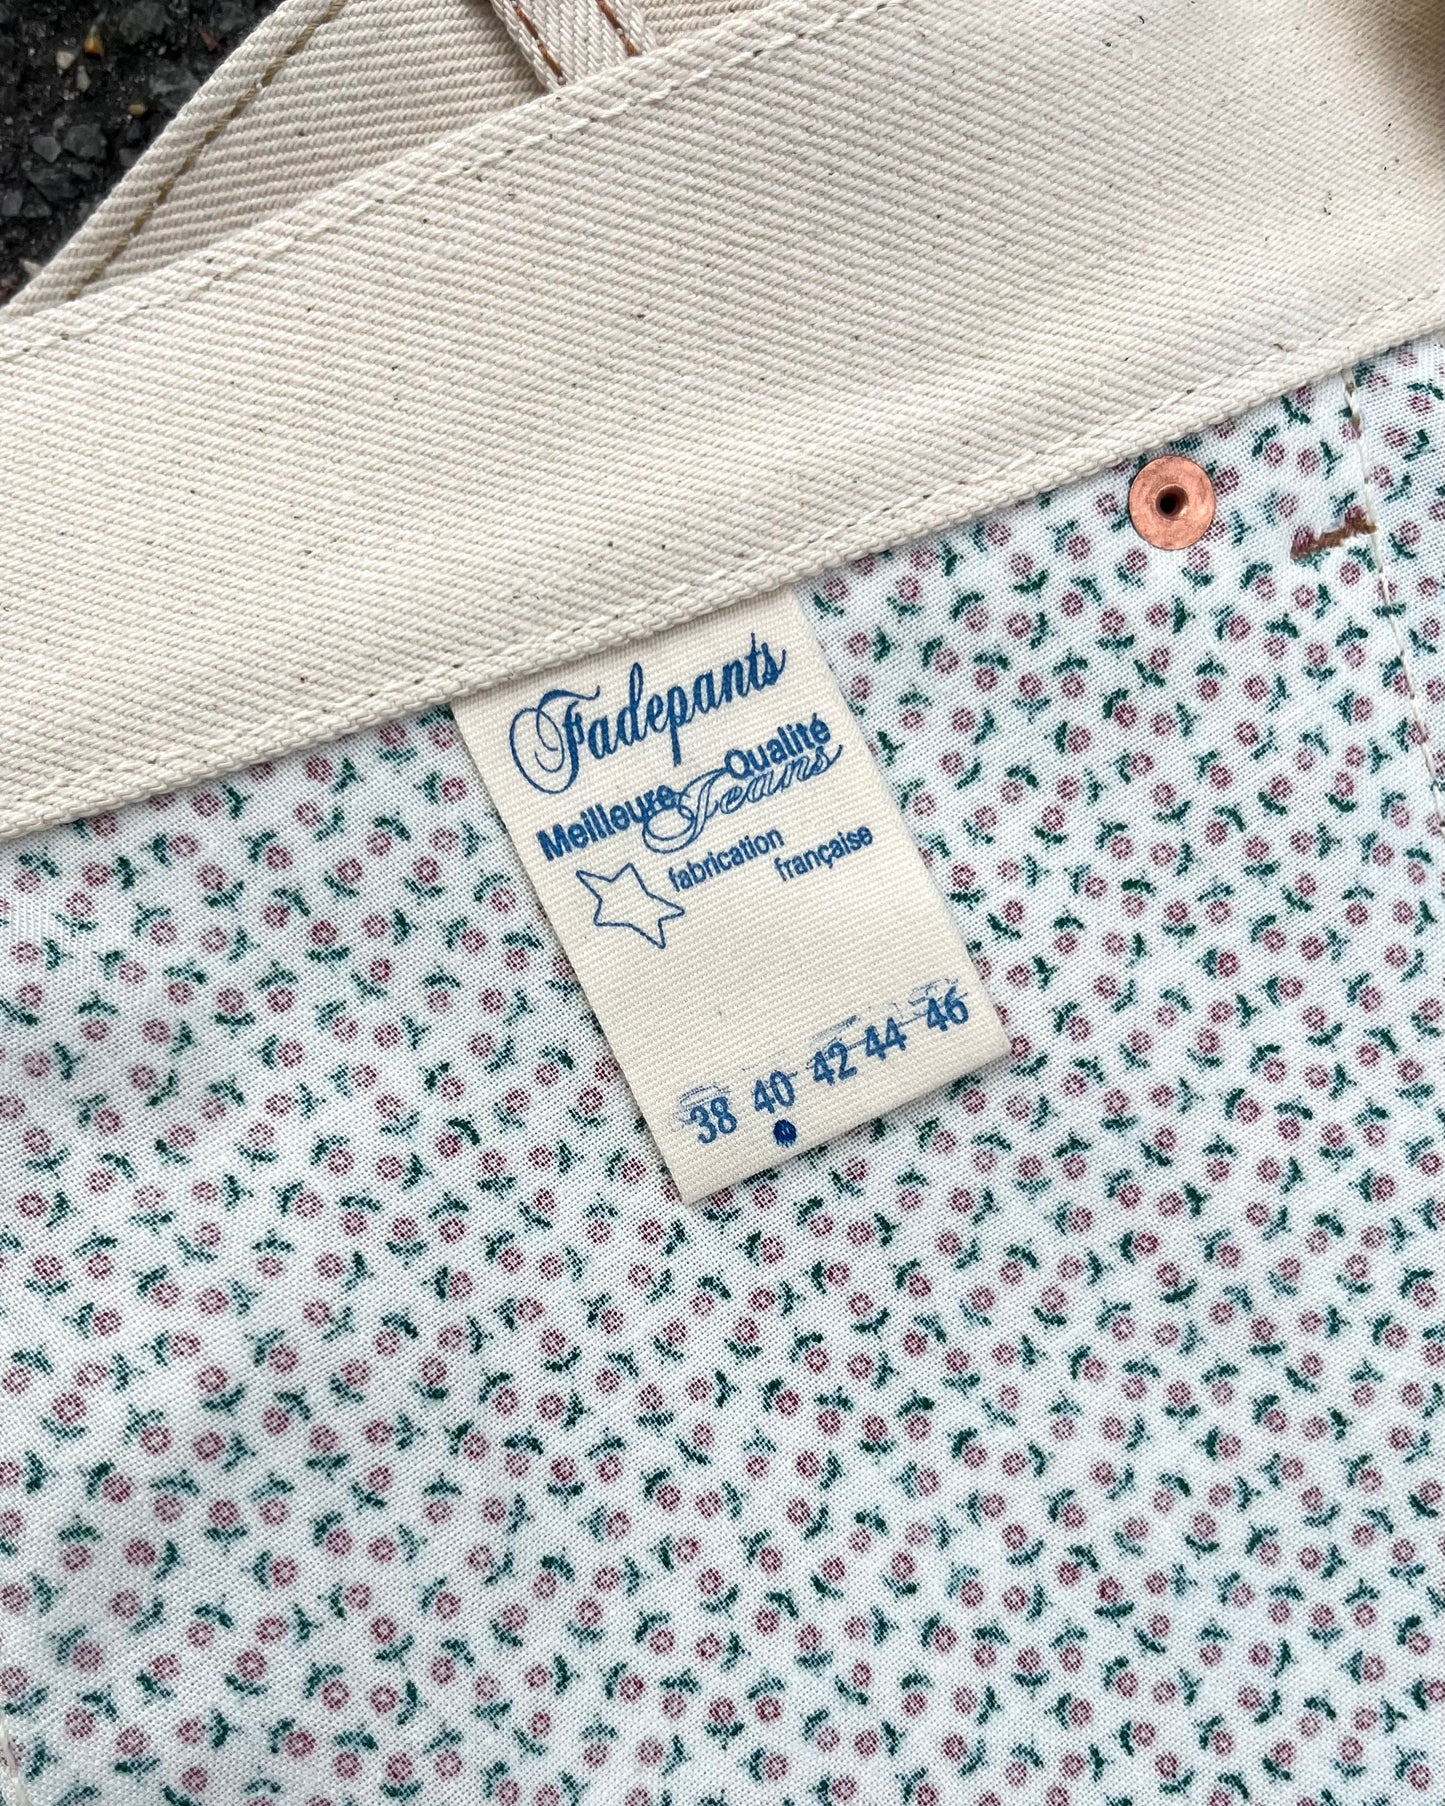 Fadepants
Meilleure Qualité
Jeans
fabrication française
38 40 42 44 46